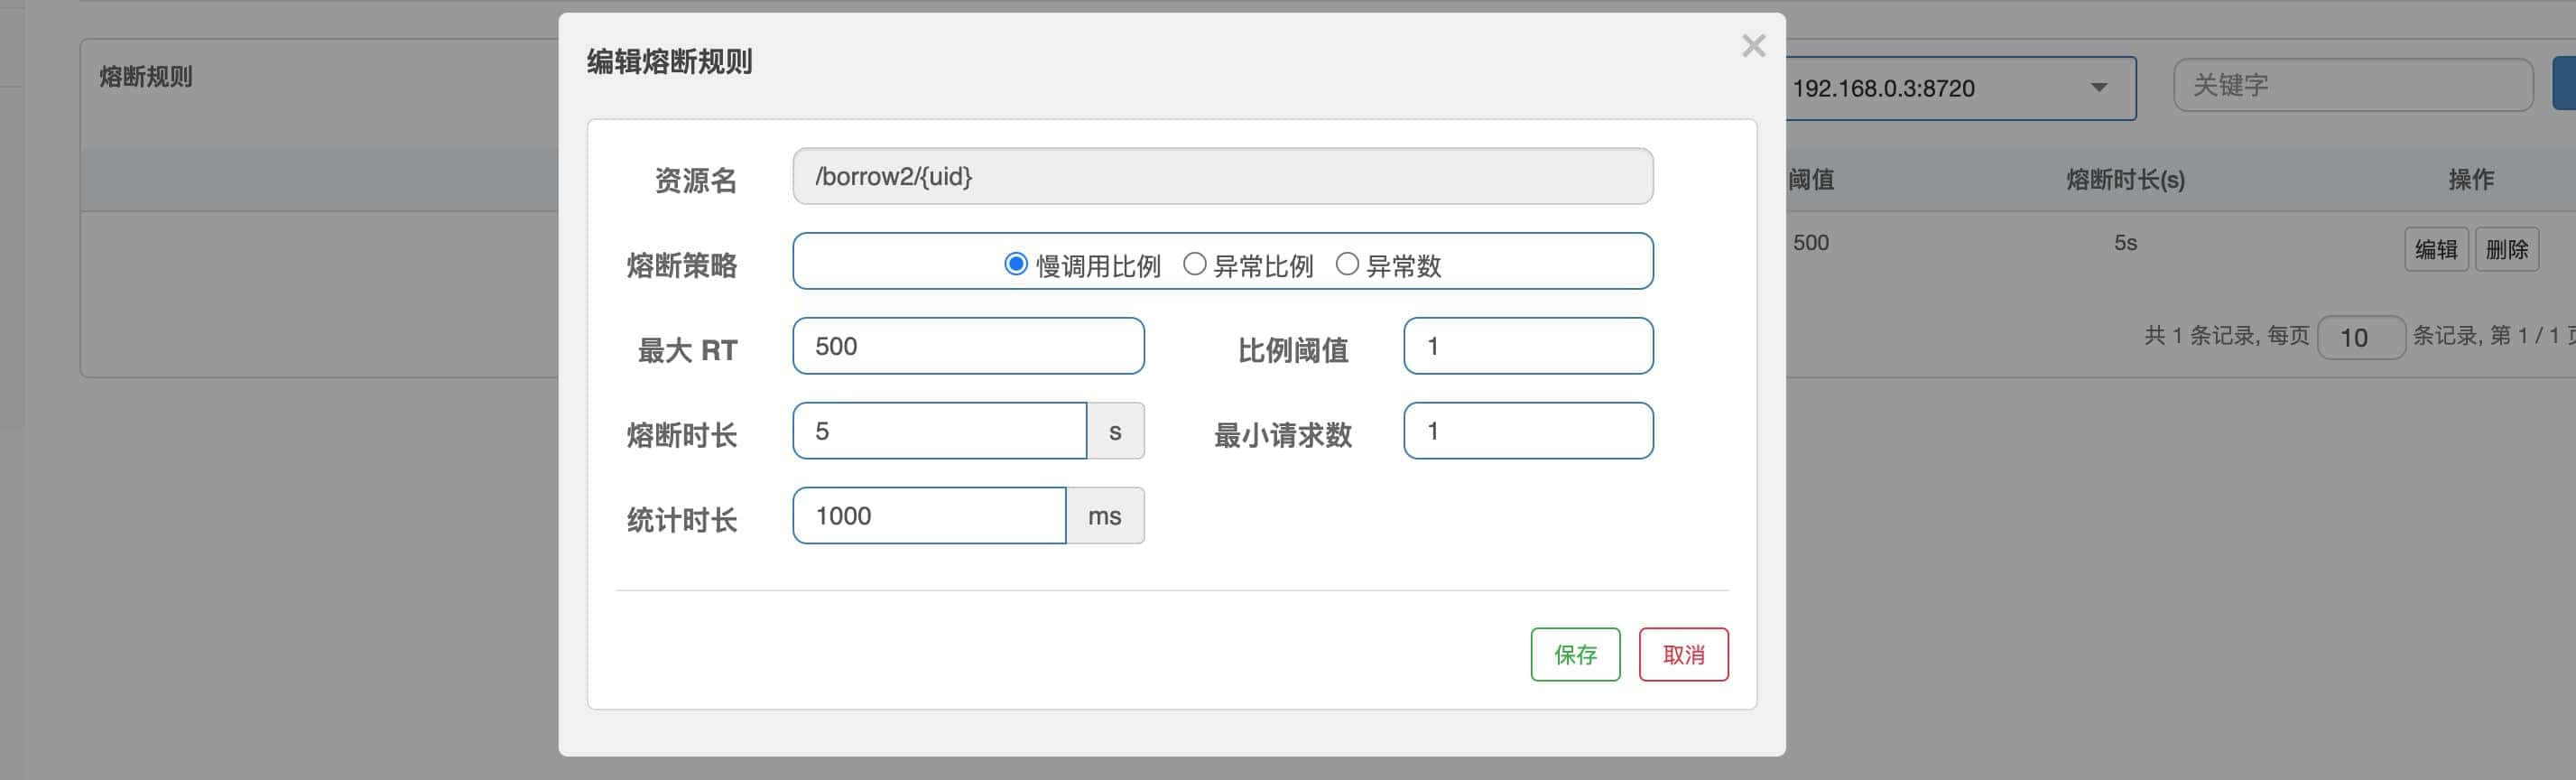 编辑熔断规则
×
熔断规则
192.168.0.3:8720
关键字
阈值
熔断时长(s)
操作
500
5s
编辑
删除
共 1 条记录, 每页 10 条记录, 第 1 / 1
资源名
/borrow2/{uid}
熔断策略
慢调用比例 异常比例 异常数
最大 RT
500
比例阈值
1
熔断时长
5
s
最小请求数
1
统计时长
1000
ms
保存
取消